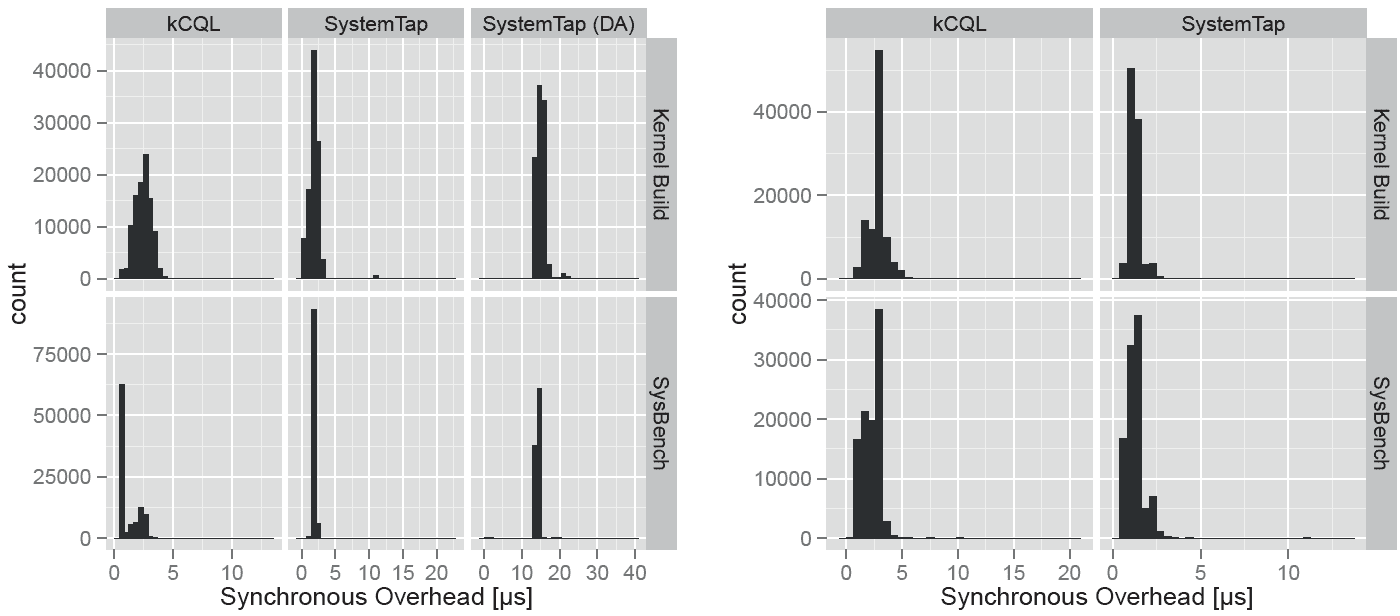 kCQL SystemTap SystemTap (DA)
40000
30000
20000
10000
0
Kernel Build
count
75000
50000
25000
0
SysBench
0 5 10 0 5 10 15 20 0 10 20 30 40
Synchronous Overhead [µs]
kCQL SystemTap
40000
20000
0
Kernel Build
count
40000
30000
20000
10000
0
SysBench
0 5 10 15 20 0 5 10
Synchronous Overhead [µs]